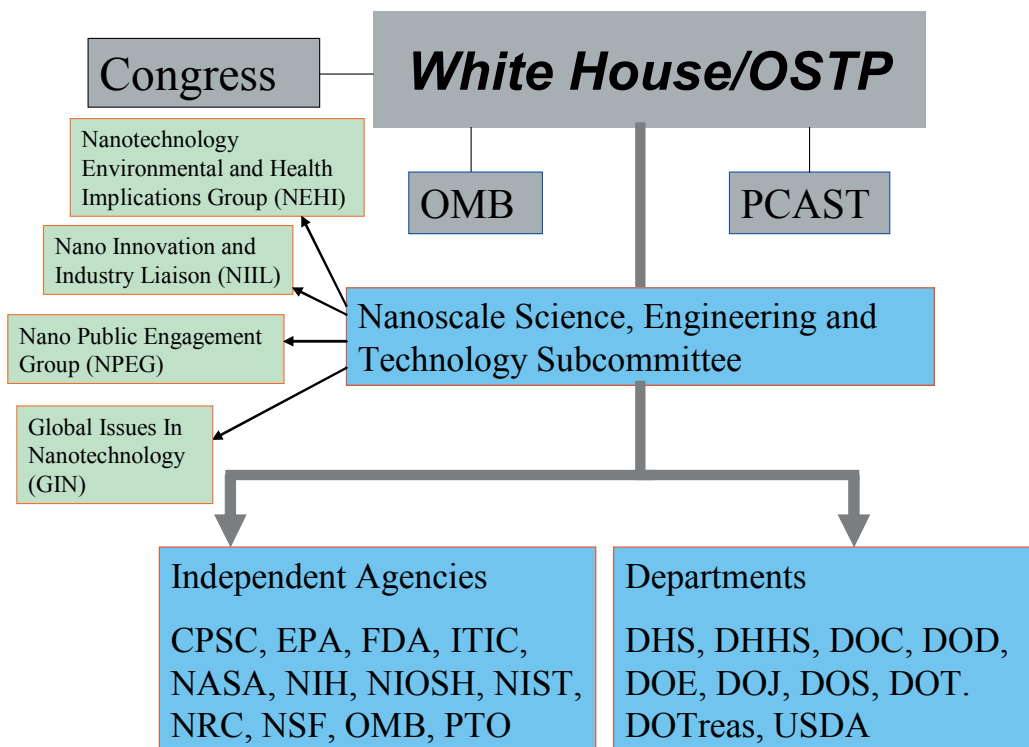 Congress
White House/OSTP
Nanotechnology
Environmental and Health
Implications Group (NEHI)
OMB
PCAST
Nano Innovation and
Industry Liaison (NIIL)
Nanoscale Science, Engineering and
Technology Subcommittee
Nano Public Engagement
Group (NPEG)
Global Issues In
Nanotechnology
(GIN)
Independent Agencies
CPSC, EPA, FDA, ITIC,
NASA, NIH, NIOSH, NIST,
NRC, NSF, OMB, PTO
Departments
DHS, DHHS, DOC, DOD,
DOE, DOJ, DOS, DOT.
DOTreas, USDA